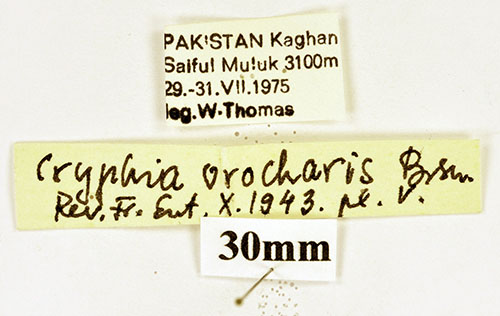 PAKISTAN Kaghan
Saiful Muluk 3100m
29.-31.VII.1975
leg.W.Thomas
Cryphia orocharis Brsn.
Rev. Fr. Ent. X. 1943. pl. V.
30mm